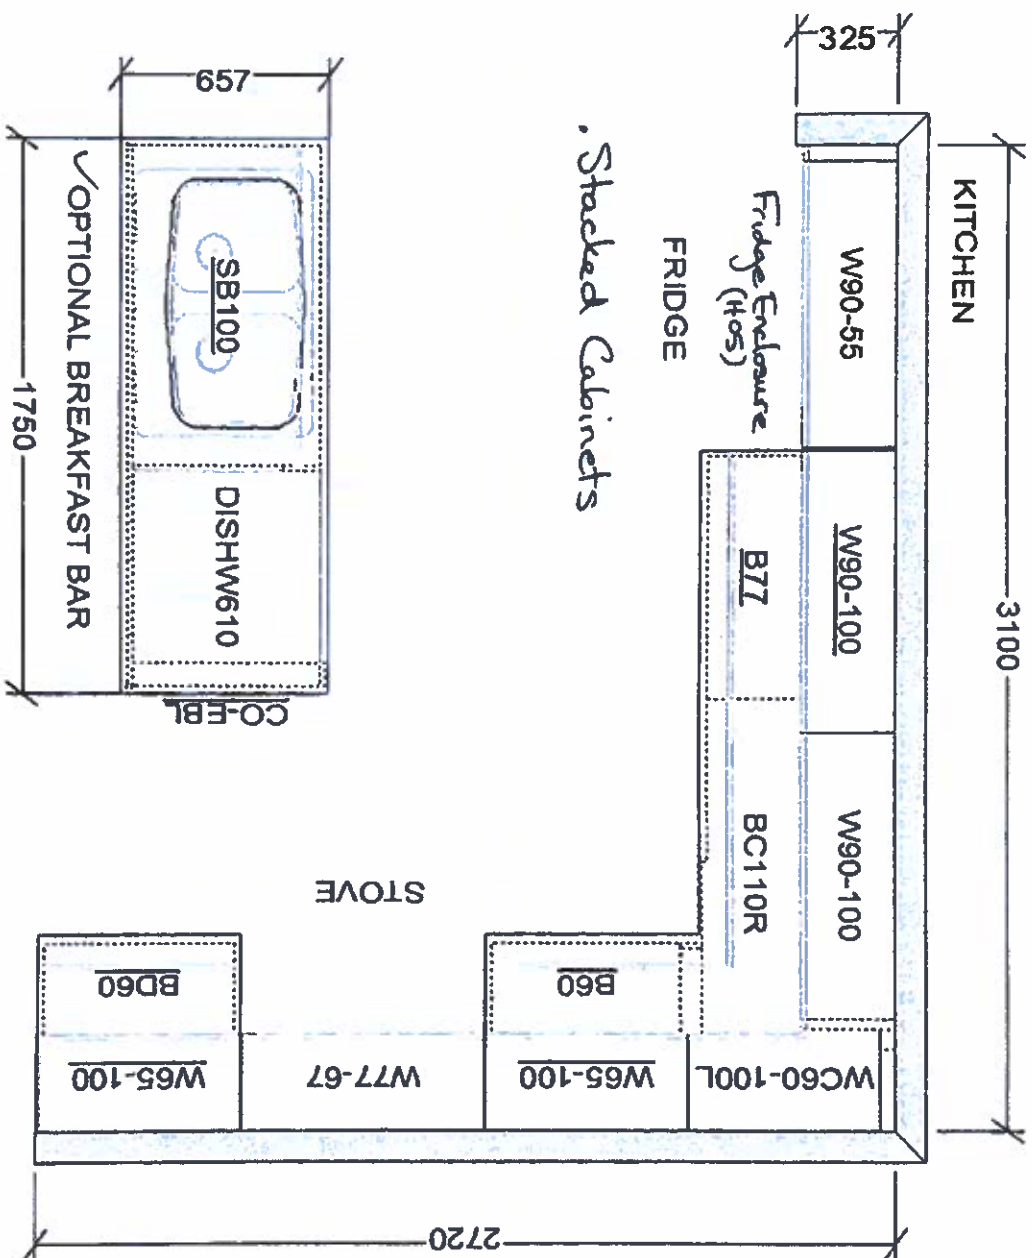 KITCHEN
3100
325
W90-55
W90-100
W90-100
Fridge Enclosure
(HOS)
FRIDGE
B77
BC110R
. Stacked Cabinets
657
SB100
DISHW610
CO-EBL
✓OPTIONAL BREAKFAST BAR
1750
STOVE
BD60
B60
W65-100
W77-67
W65-100
WC60-100L
2720